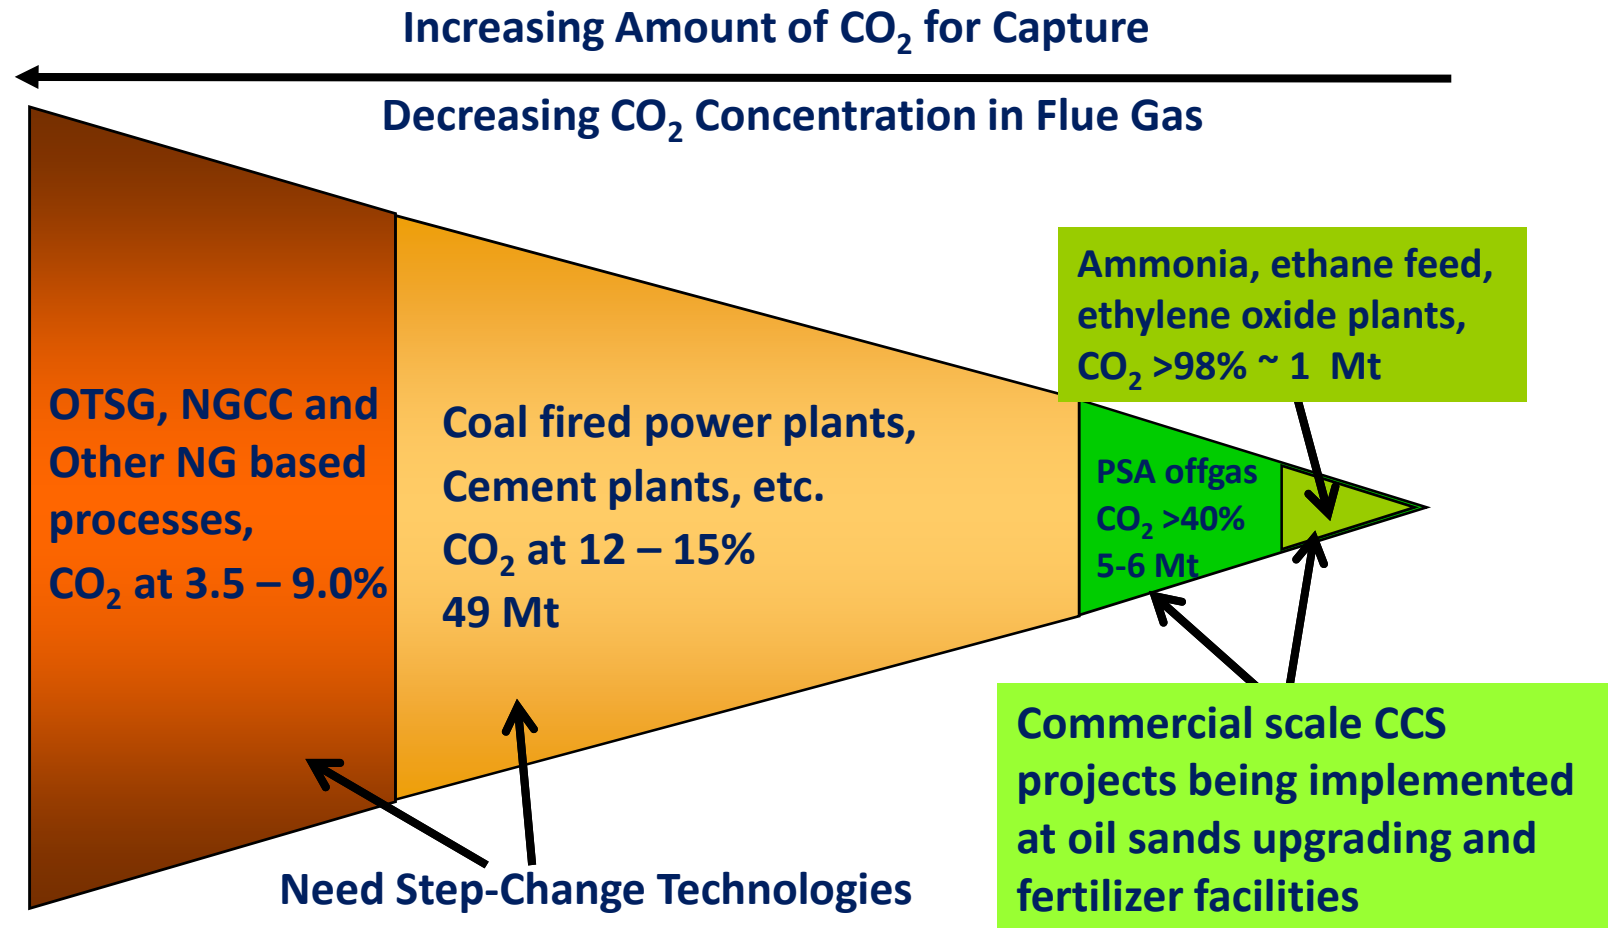 Increasing Amount of CO₂ for Capture
Decreasing CO₂ Concentration in Flue Gas
OTSG, NGCC and
Other NG based
processes,
CO₂ at 3.5 – 9.0%
Coal fired power plants,
Cement plants, etc.
CO₂ at 12 – 15%
49 Mt
PSA offgas
CO₂ >40%
5-6 Mt
Ammonia, ethane feed,
ethylene oxide plants,
CO₂ >98% ~ 1 Mt
Need Step-Change Technologies
Commercial scale CCS
projects being implemented
at oil sands upgrading and
fertilizer facilities